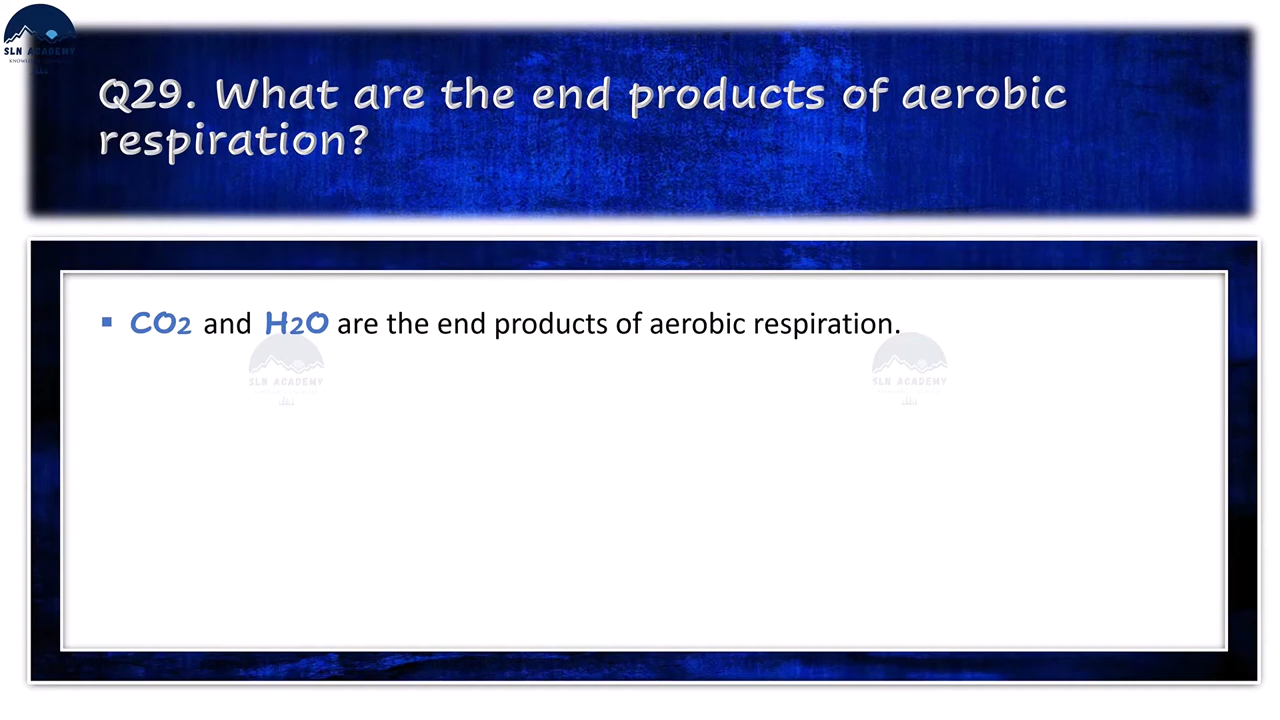 SLN ACADEMY
Q29. What are the end products of aerobic
respiration?
▪ CO2 and H2O are the end products of aerobic respiration.
SLN ACADEMY
SLN ACADEMY